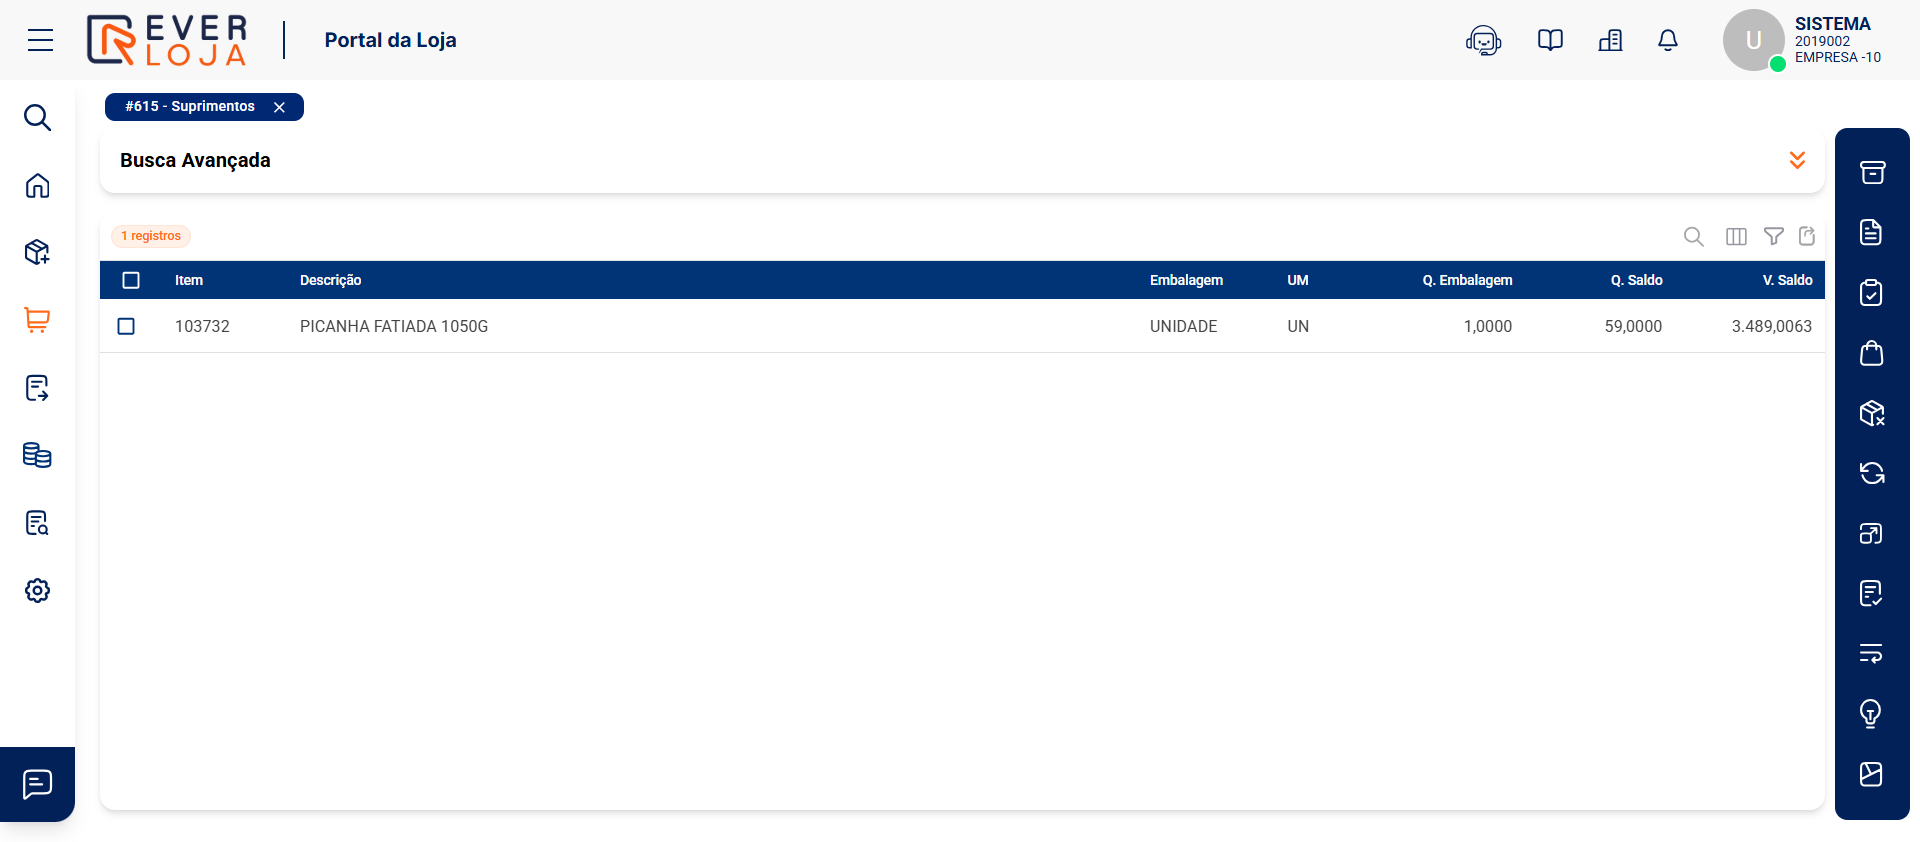 EVER
LOJA
Portal da Loja
U
SISTEMA
2019002
EMPRESA -10
#615 - Suprimentos
Busca Avançada
1 registros
Item Descrição Embalagem UM Q. Embalagem Q. Saldo V. Saldo
103732 PICANHA FATIADA 1050G UNIDADE UN 1,0000 59,0000 3.489,0063